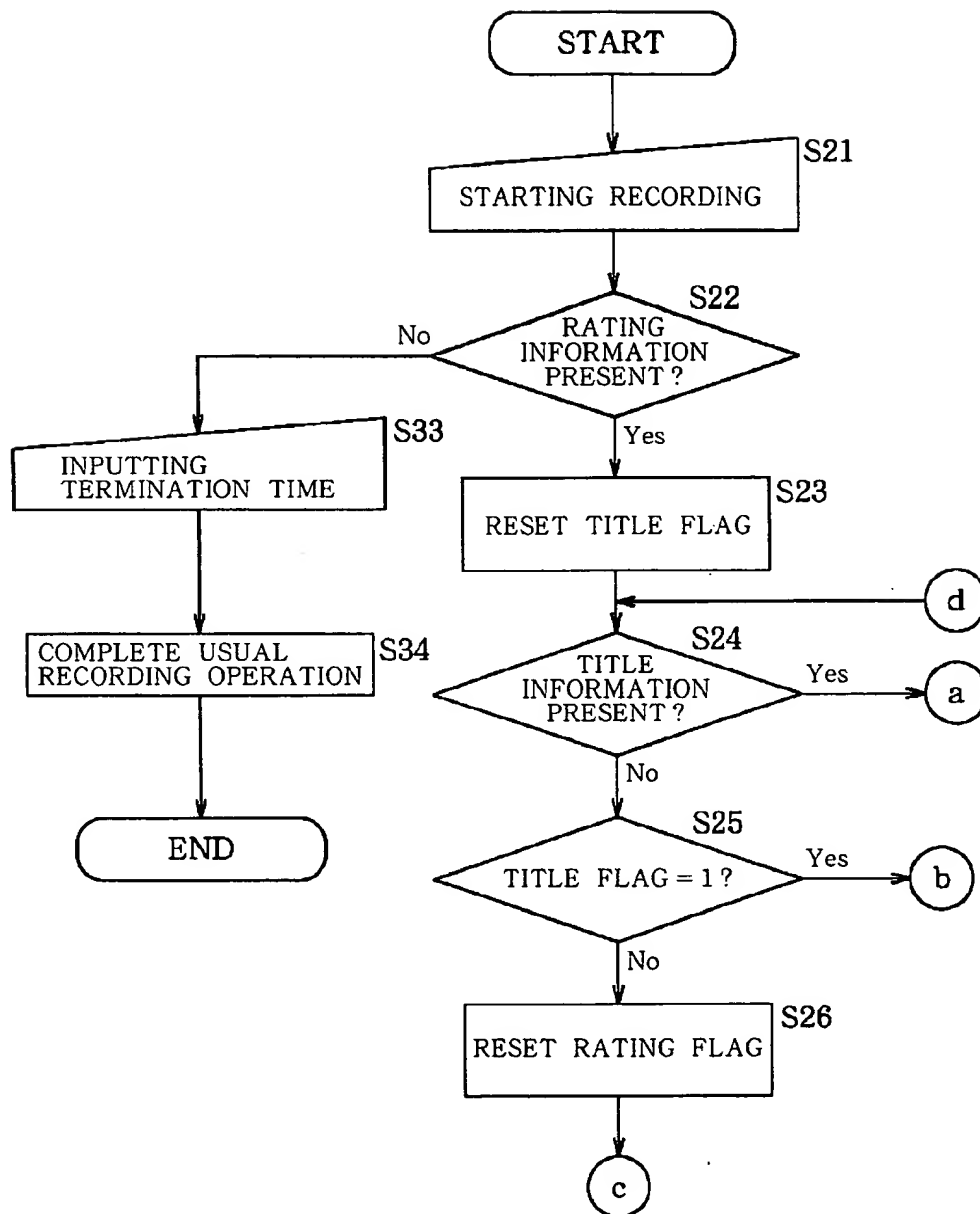 START
S21
STARTING RECORDING
S22
RATING
INFORMATION
PRESENT?
No
Yes
S33
INPUTTING
TERMINATION TIME
S23
RESET TITLE FLAG
d
S34
COMPLETE USUAL
RECORDING OPERATION
S24
TITLE
INFORMATION
PRESENT?
Yes
a
No
END
S25
TITLE FLAG = 1?
Yes
b
No
S26
RESET RATING FLAG
c